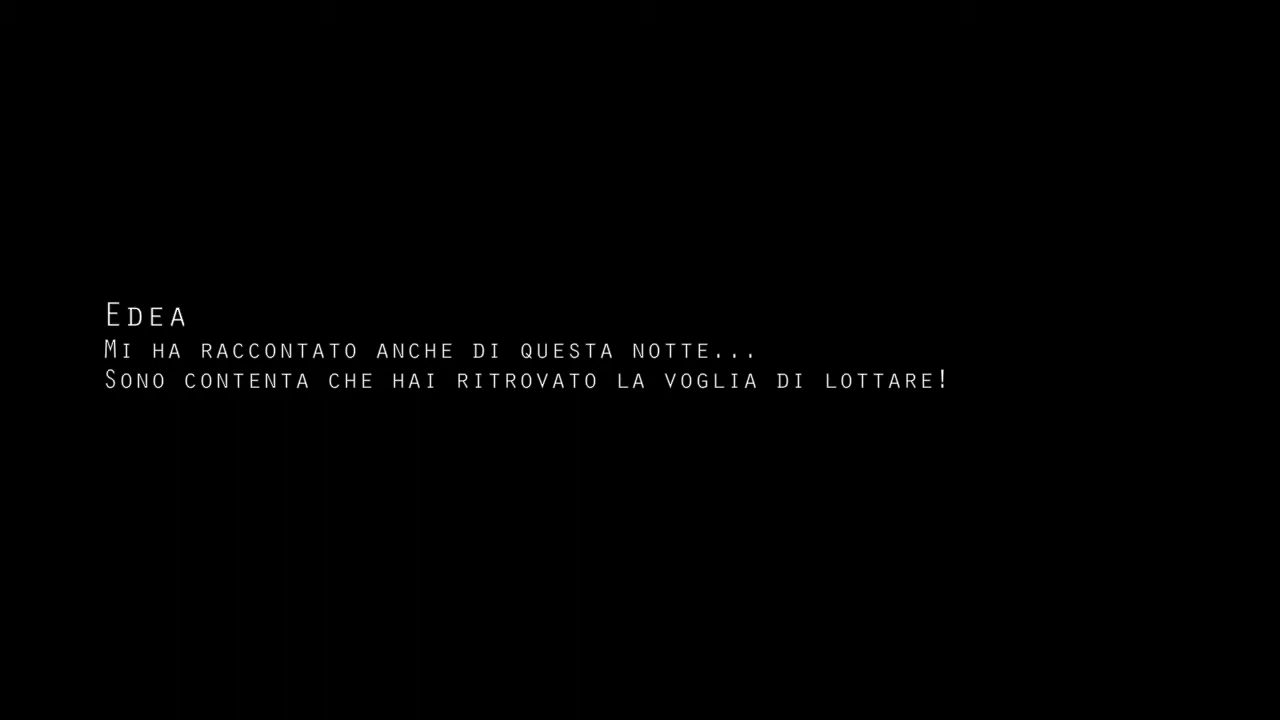 Edea
Mi ha raccontato anche di questa notte...
Sono contenta che hai ritrovato la voglia di lottare!